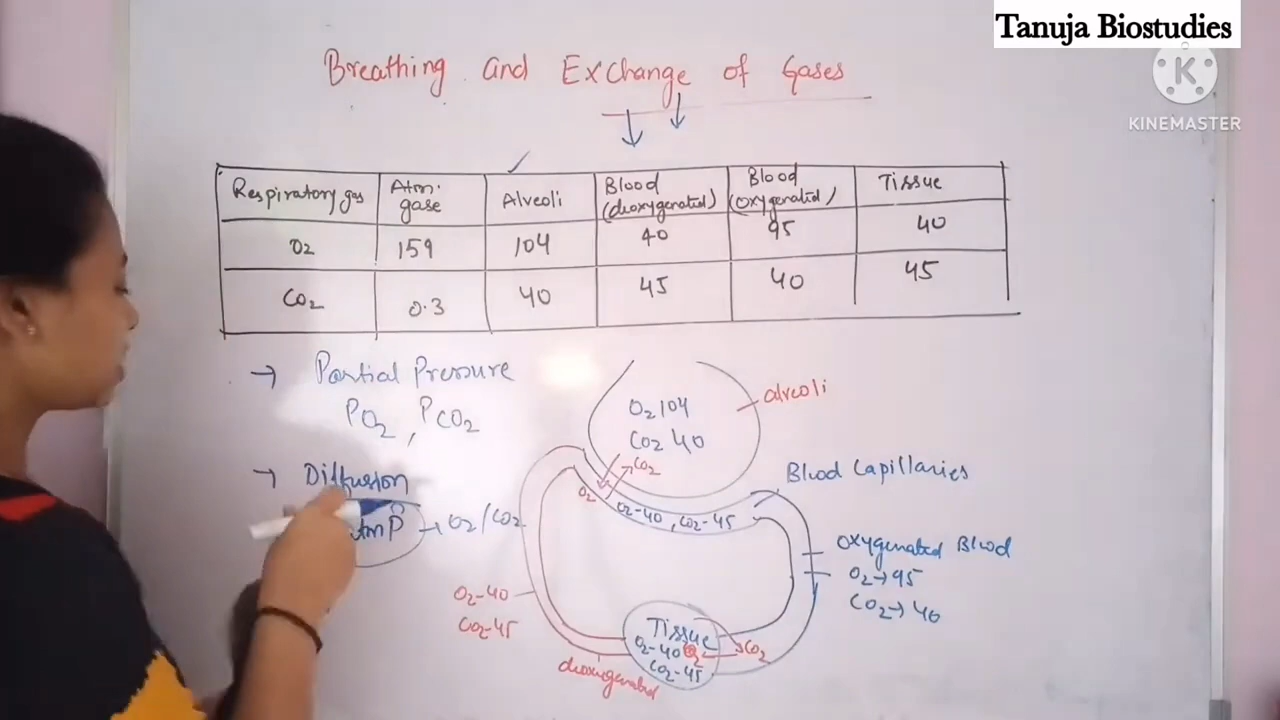 Tanuja Biostudies
KINEMASTER
Breathing and Exchange of Gases
Respiratory gas Atm. gase Alveoli Blood (deoxygenated) Blood (oxygenated) Tissue
O2 159 104 40 95 40
CO2 0.3 40 45 40 45
→ Partial Pressure
PO2, PCO2
→ Diffusion
→ O2/CO2
O2 104
CO2 40
alveoli
CO2
O2
O2-40, CO2-45
Blood Capillaries
Oxygenated Blood
O2→95
CO2→40
O2-40
CO2-45
Tissue
O2-40 O2
CO2-45
CO2